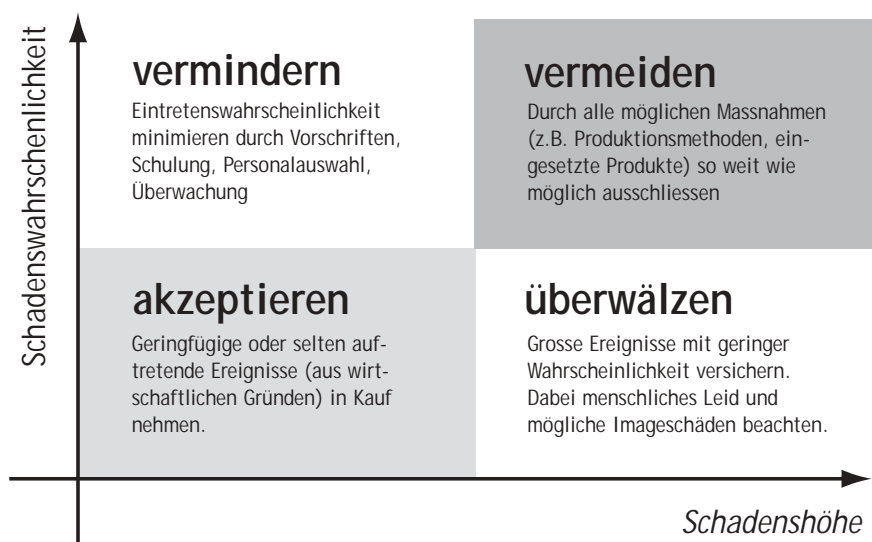 Schadenswahrschenlichkeit
vermindern
Eintretenswahrscheinlichkeit
minimieren durch Vorschriften,
Schulung, Personalauswahl,
Überwachung
vermeiden
Durch alle möglichen Massnahmen
(z.B. Produktionsmethoden, ein-
gesetzte Produkte) so weit wie
möglich ausschliessen
akzeptieren
Geringfügige oder selten auf-
tretende Ereignisse (aus wirt-
schaftlichen Gründen) in Kauf
nehmen.
überwälzen
Grosse Ereignisse mit geringer
Wahrscheinlichkeit versichern.
Dabei menschliches Leid und
mögliche Imageschäden beachten.
Schadenshöhe